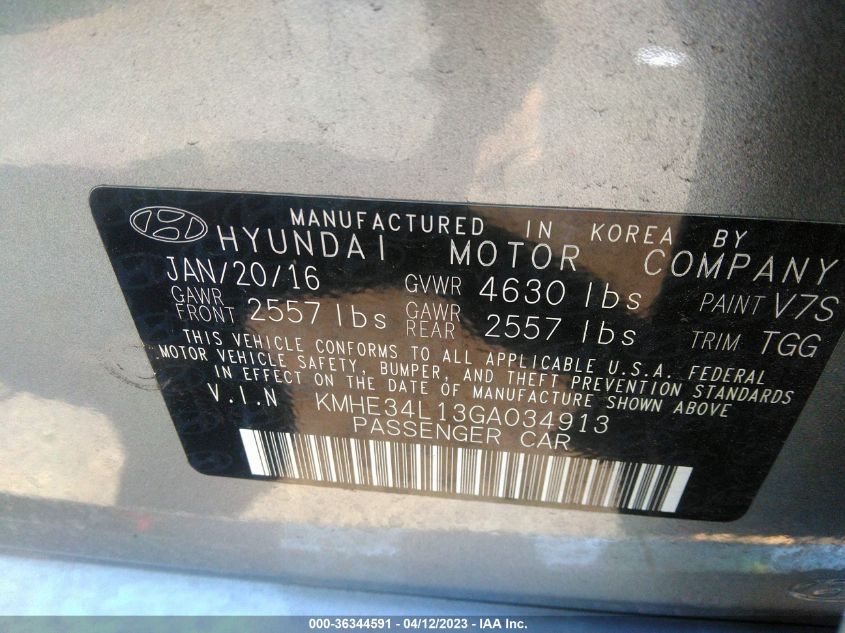 MANUFACTURED IN KOREA BY
HYUNDAI MOTOR COMPANY
JAN/20/16 GVWR 4630 lbs PAINT V7S
GAWR FRONT 2557 lbs GAWR REAR 2557 lbs TRIM TGG
THIS VEHICLE CONFORMS TO ALL APPLICABLE U.S.A. FEDERAL
MOTOR VEHICLE SAFETY, BUMPER, AND THEFT PREVENTION STANDARDS
IN EFFECT ON THE DATE OF MANUFACTURE SHOWN ABOVE
V.I.N KMHE34L13GA034913
PASSENGER CAR
000-36344591 - 04/12/2023 - IAA Inc.